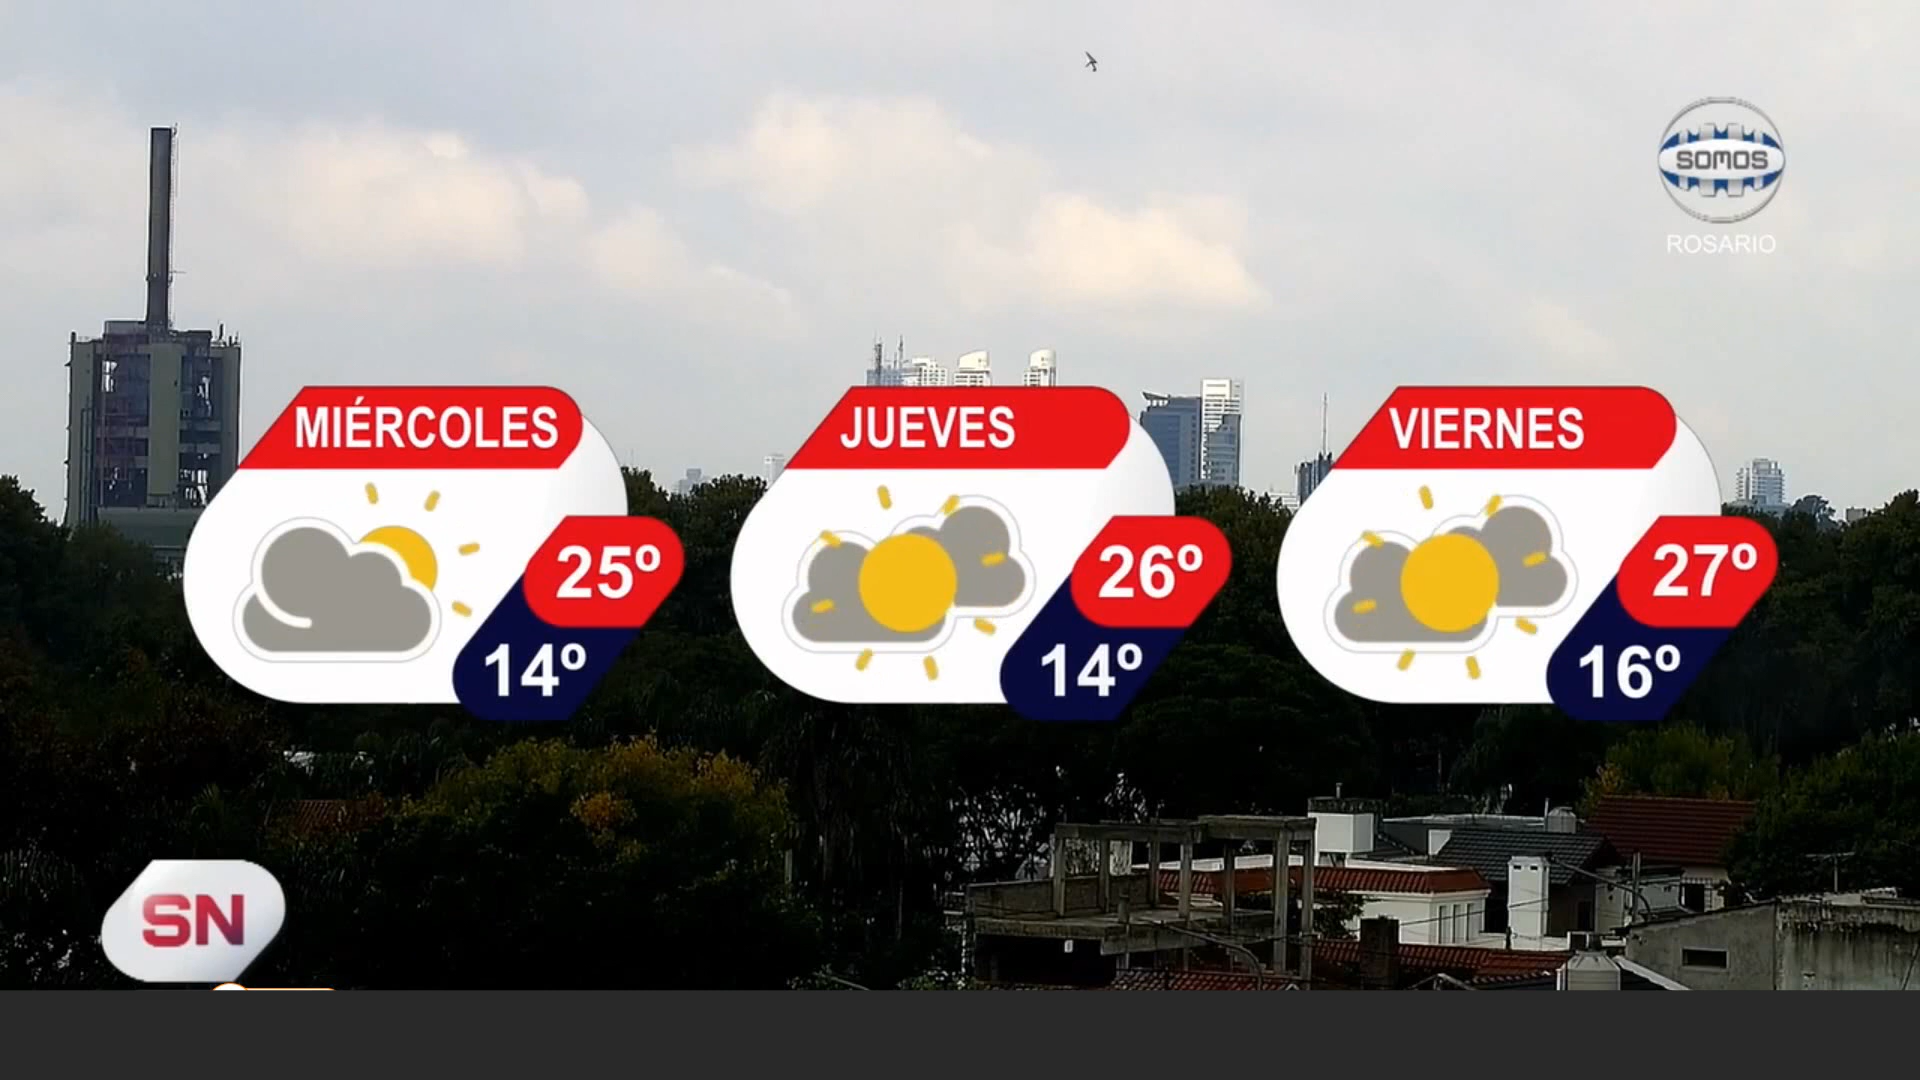 SOMOS
ROSARIO
MIÉRCOLES
25º
14º
JUEVES
26º
14º
VIERNES
27º
16º
SN